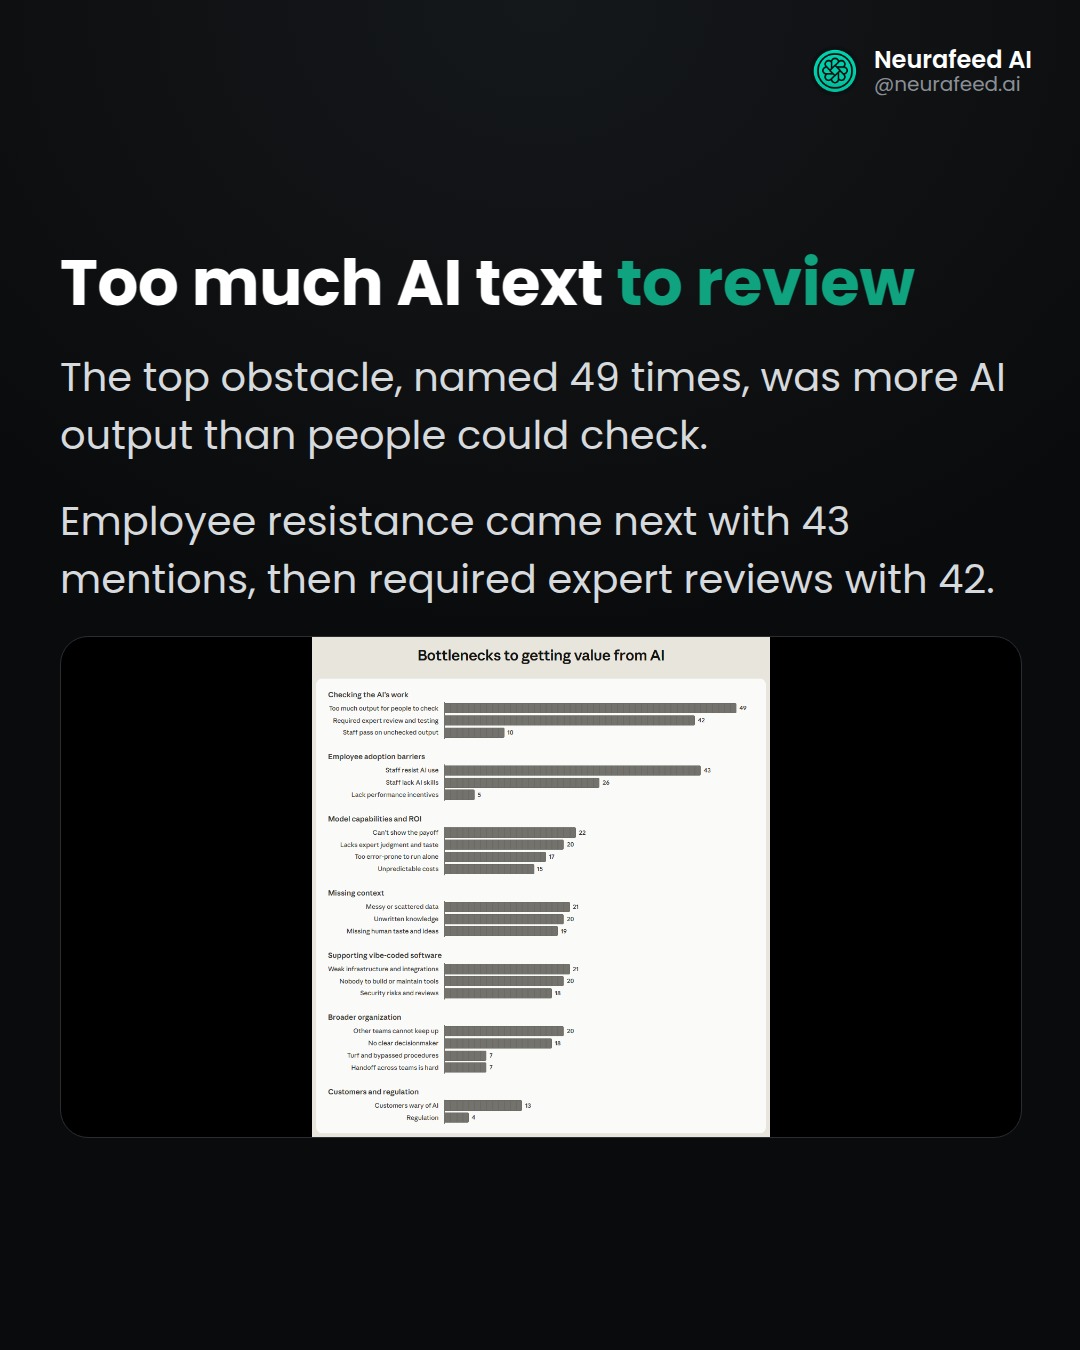 Neurafeed AI
@neurafeed.ai
Too much AI text to review
The top obstacle, named 49 times, was more AI
output than people could check.
Employee resistance came next with 43
mentions, then required expert reviews with 42.
Bottlenecks to getting value from AI
Checking the AI's work
Too much output for people to check 49
Required expert review and testing 42
Staff pass on unchecked output 10
Employee adoption barriers
Staff resist AI use 43
Staff lack AI skills 26
Lack performance incentives 5
Model capabilities and ROI
Can't show the payoff 22
Lacks expert judgment and taste 20
Too error-prone to run alone 17
Unpredictable costs 15
Missing context
Messy or scattered data 21
Unwritten knowledge 20
Missing human taste and ideas 19
Supporting vibe-coded software
Weak infrastructure and integrations 21
Nobody to build or maintain tools 20
Security risks and reviews 18
Broader organization
Other teams cannot keep up 20
No clear decisionmaker 18
Turf and bypassed procedures 7
Handoff across teams is hard 7
Customers and regulation
Customers wary of AI 13
Regulation 4